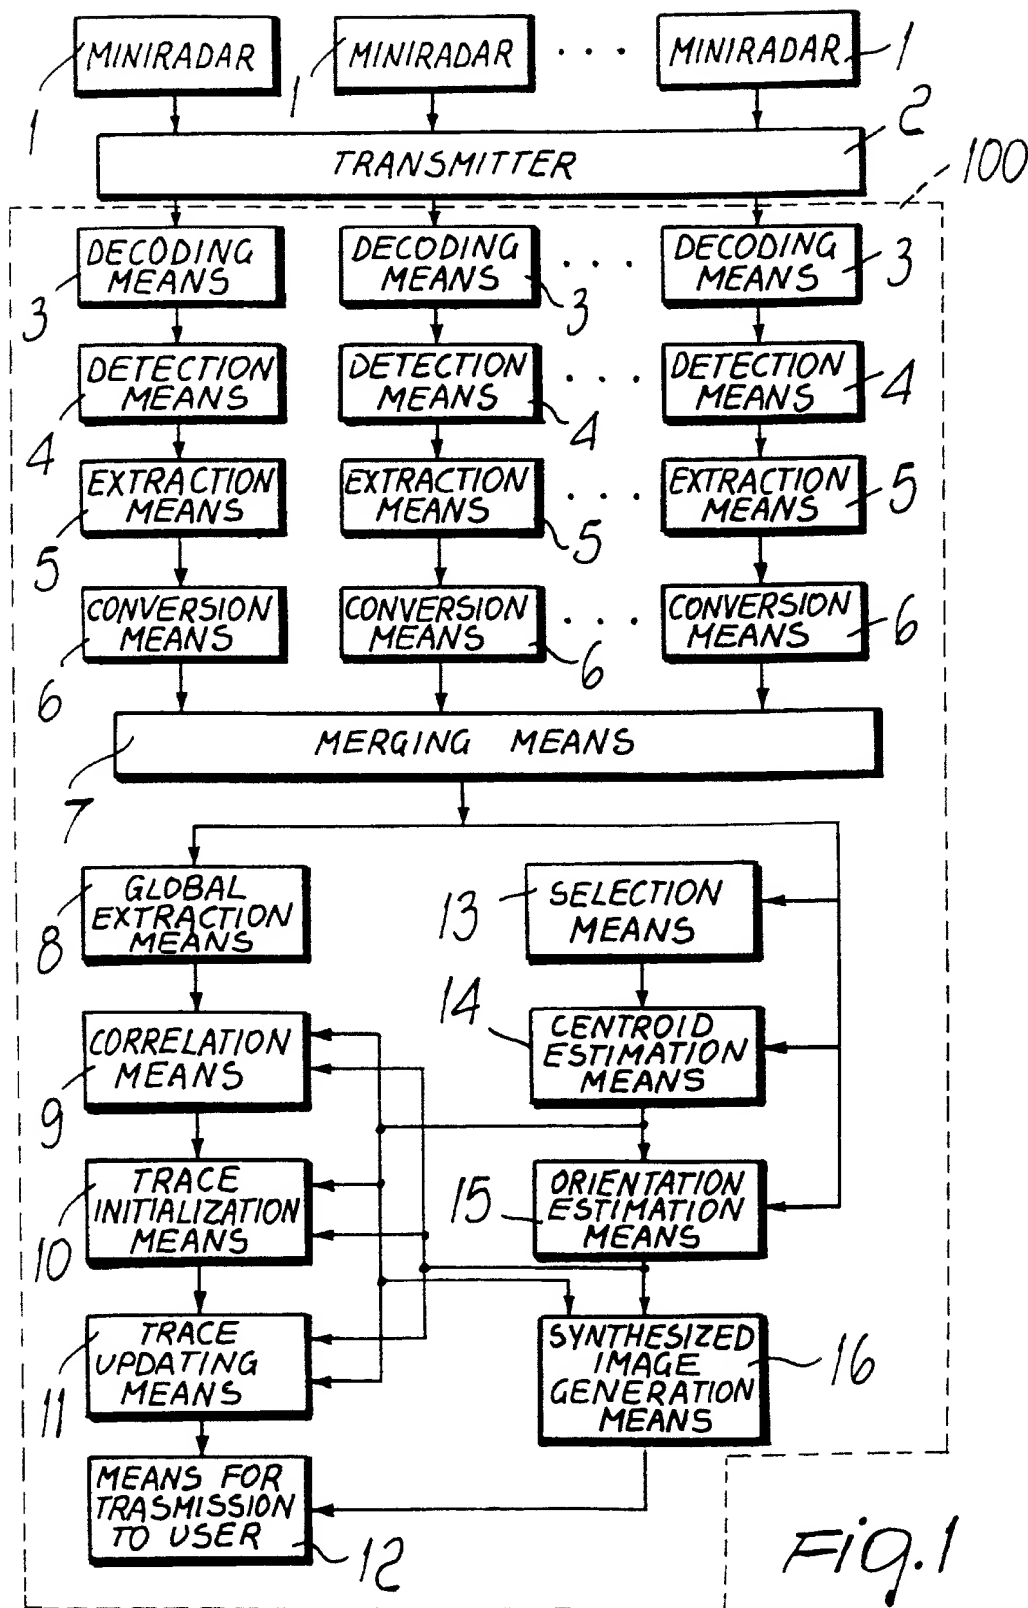 MINIRADAR MINIRADAR . . . MINIRADAR 1
1 1 2
TRANSMITTER 100
DECODING DECODING . . . DECODING
MEANS MEANS MEANS 3
3 3
DETECTION DETECTION . . . DETECTION
MEANS MEANS MEANS 4
4 4
EXTRACTION EXTRACTION . . . EXTRACTION
MEANS MEANS MEANS 5
5 5
CONVERSION CONVERSION . . . CONVERSION
MEANS MEANS MEANS 6
6 6
MERGING MEANS
7
GLOBAL
EXTRACTION
MEANS
8
CORRELATION
MEANS
9
TRACE
INITIALIZATION
MEANS
10
TRACE
UPDATING
MEANS
11
MEANS FOR
TRASMISSION
TO USER
12
13
SELECTION
MEANS
14
CENTROID
ESTIMATION
MEANS
15
ORIENTATION
ESTIMATION
MEANS
SYNTHESIZED
IMAGE
GENERATION
MEANS
16
Fig.1